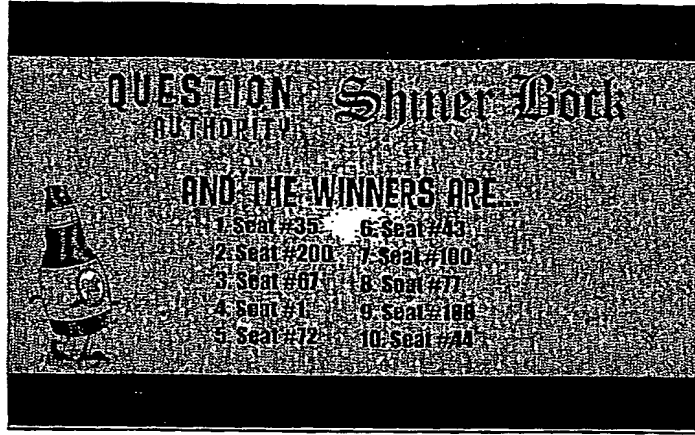 QUESTION
AUTHORITY
Shiner Bock
AND THE WINNERS ARE...
1. Seat #35
2. Seat #200
3. Seat #67
4. Seat #1
5. Seat #72
6. Seat #43
7. Seat #100
8. Seat #77
9. Seat #188
10. Seat #44